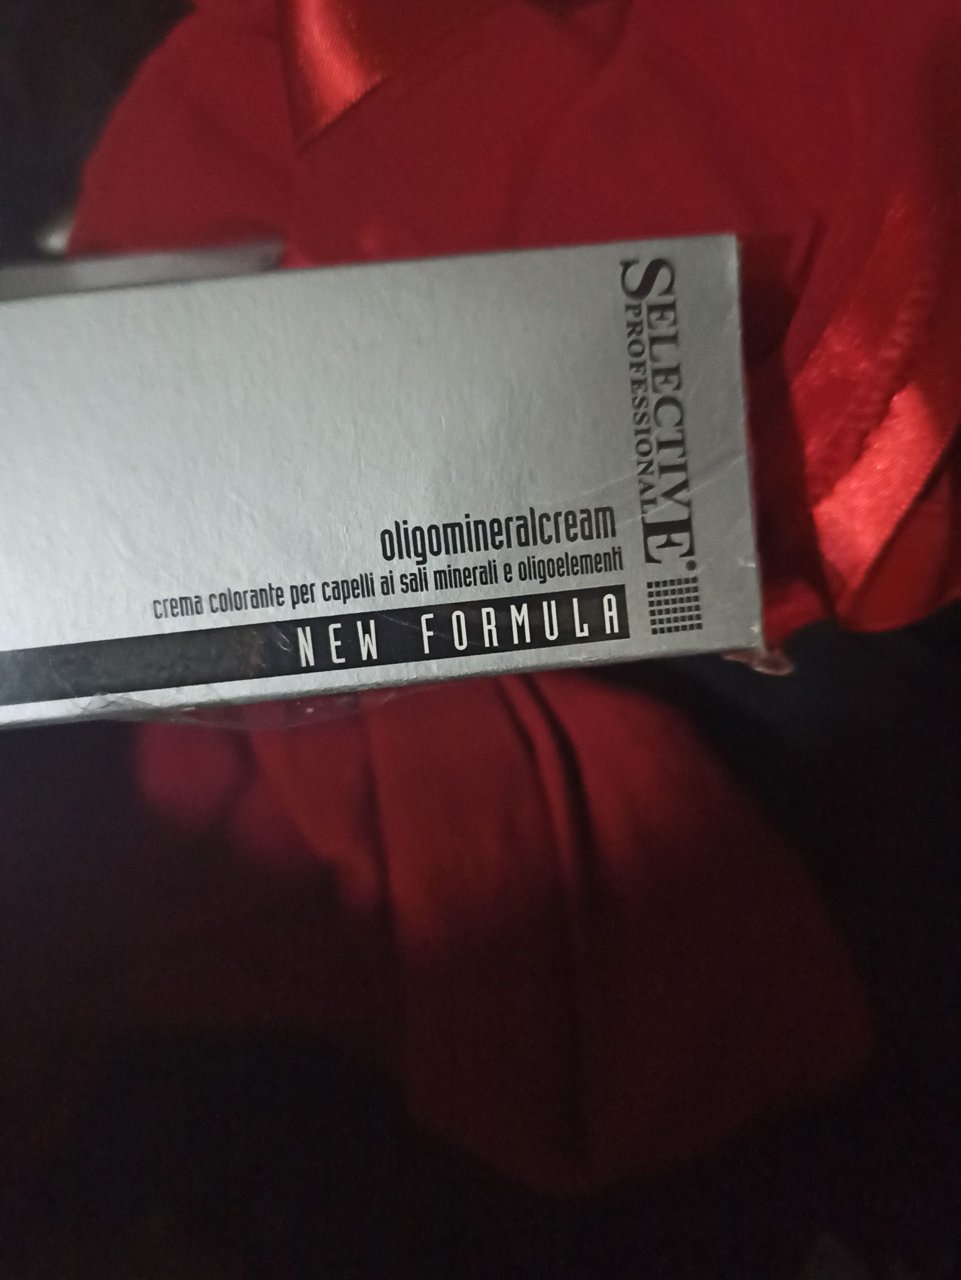 SELECTIVE
PROFESSIONAL
oligomineralcream
crema colorante per capelli ai sali minerali e oligoelementi
NEW FORMULA